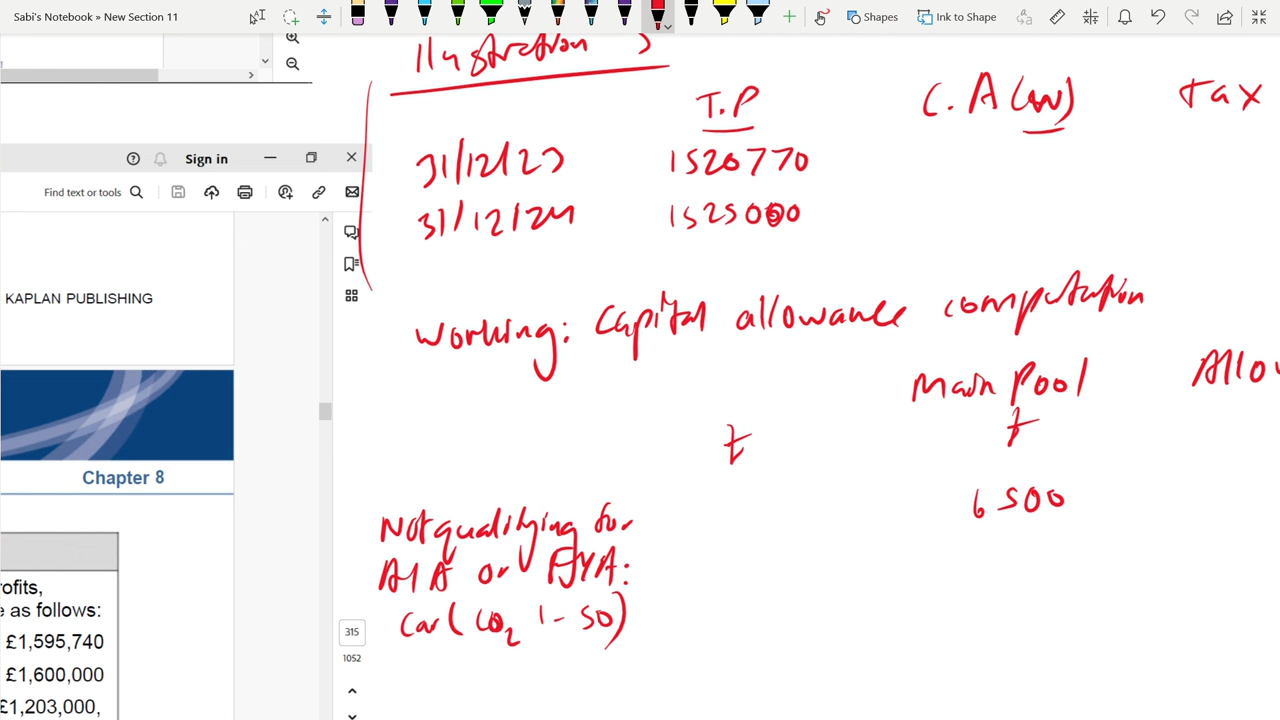 Sabi's Notebook » New Section 11
Shapes
Ink to Shape
Illustration 3
T.P
C.A(W)
tax
31/12/23 1520770
31/12/24 1525000
Sign in
Find text or tools
KAPLAN PUBLISHING
Working: Capital allowance computation
Main Pool
Allow
£
£
6500
Chapter 8
Not qualifying for
AIA or FYA:
Car (CO2 1-50)
rofits,
e as follows:
£1,595,740
£1,600,000
£1,203,000,
315
1052